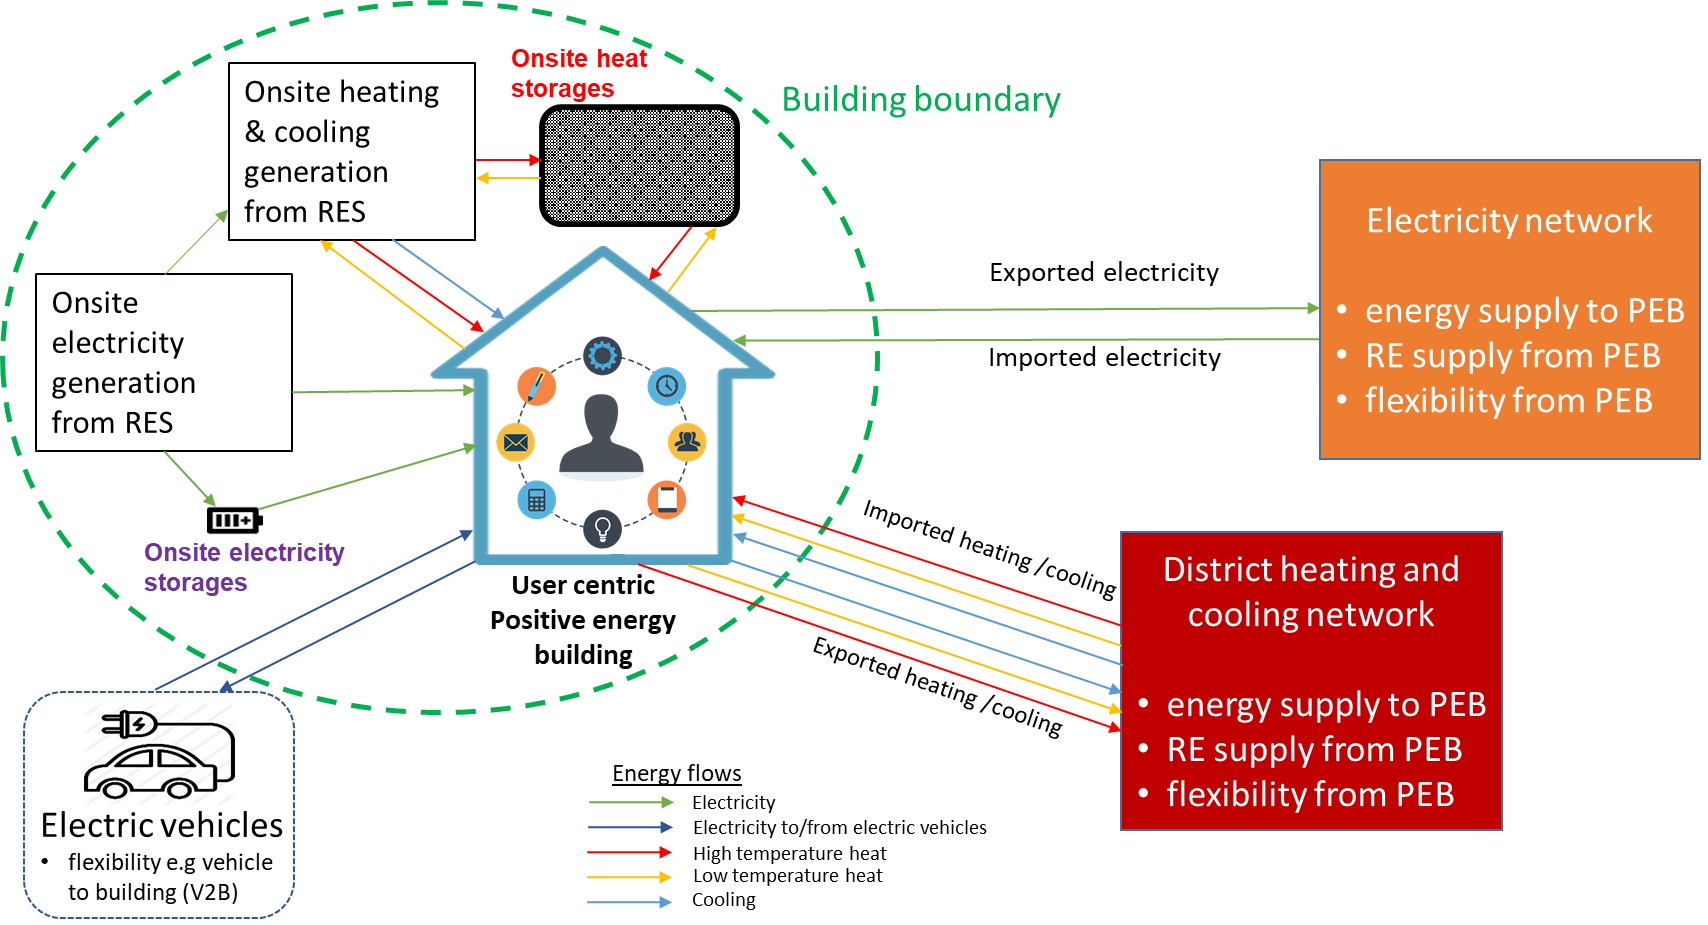 Onsite heat
storages
Onsite heating
& cooling
generation
from RES
Building boundary
Onsite
electricity
generation
from RES
Electricity network
• energy supply to PEB
• RE supply from PEB
• flexibility from PEB
Exported electricity
Imported electricity
Onsite electricity
storages
User centric
Positive energy
building
Imported heating /cooling
Exported heating /cooling
District heating and
cooling network
• energy supply to PEB
• RE supply from PEB
• flexibility from PEB
Electric vehicles
• flexibility e.g vehicle
to building (V2B)
Energy flows
Electricity
Electricity to/from electric vehicles
High temperature heat
Low temperature heat
Cooling